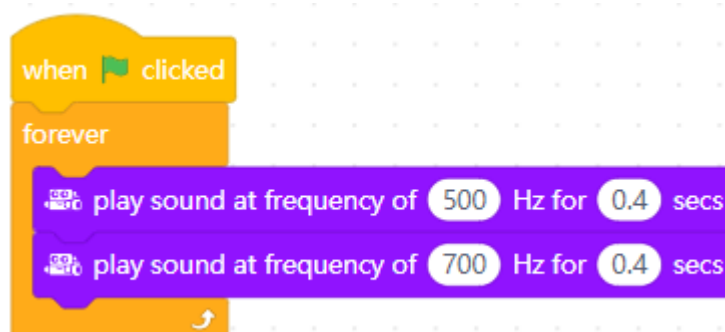 when clicked
forever
play sound at frequency of 500 Hz for 0.4 secs
play sound at frequency of 700 Hz for 0.4 secs